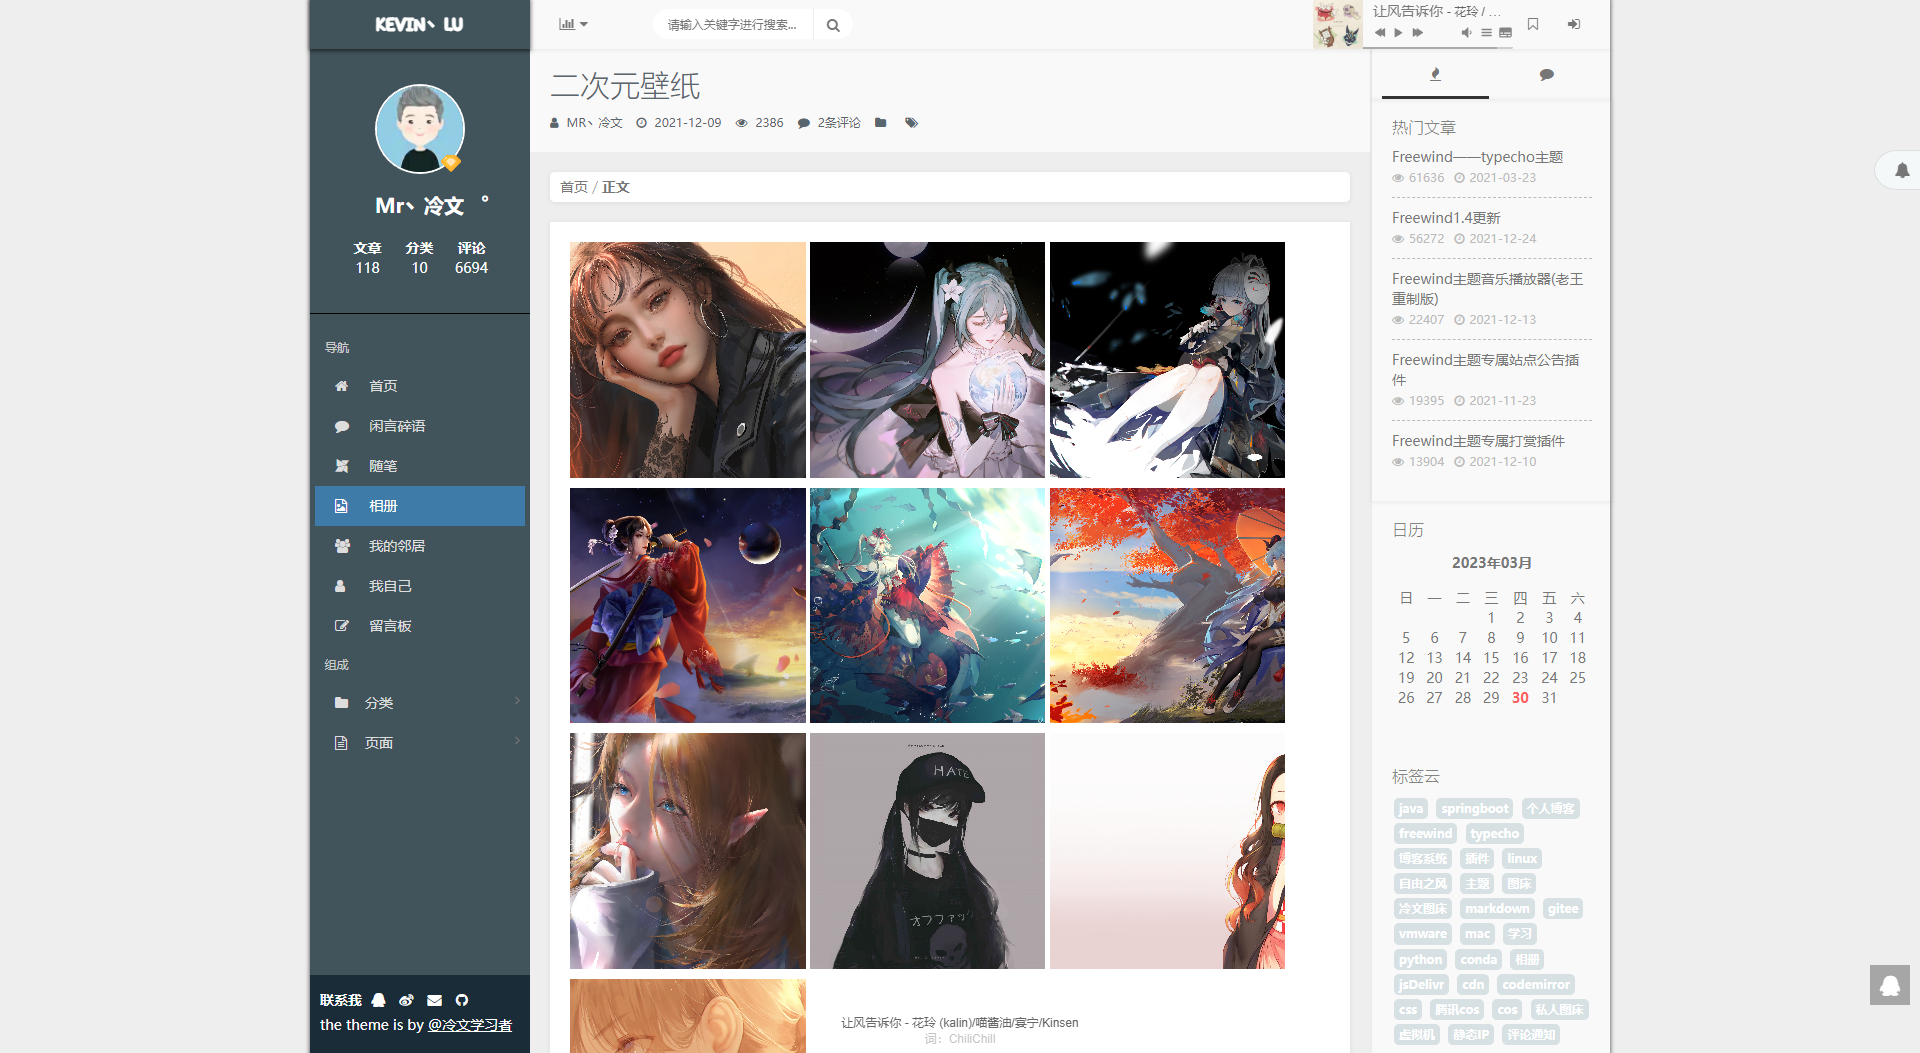 KEVIN丶 LU
请输入关键字进行搜索...
让风告诉你 - 花玲 / ...
Mr丶冷文 °
文章 分类 评论
118 10 6694
导航
首页
闲言碎语
随笔
相册
我的邻居
我自己
留言板
组成
分类
页面
联系我
the theme is by @冷文学习者
二次元壁纸
MR丶冷文 2021-12-09 2386 2条评论
首页 / 正文
HATE
オフファック
让风告诉你 - 花玲 (kalin)/喵酱油/宴宁/Kinsen
词：ChiliChill
热门文章
Freewind——typecho主题
61636 2021-03-23
Freewind1.4更新
56272 2021-12-24
Freewind主题音乐播放器(老王
重制版)
22407 2021-12-13
Freewind主题专属站点公告插
件
19395 2021-11-23
Freewind主题专属打赏插件
13904 2021-12-10
日历
2023年03月
日 一 二 三 四 五 六
1 2 3 4
5 6 7 8 9 10 11
12 13 14 15 16 17 18
19 20 21 22 23 24 25
26 27 28 29 30 31
标签云
java springboot 个人博客
freewind typecho
博客系统 插件 linux
自由之风 主题 图床
冷文图床 markdown gitee
vmware mac 学习
python conda 相册
jsDelivr cdn codemirror
css 腾讯cos cos 私人图床
虚拟机 静态IP 评论通知